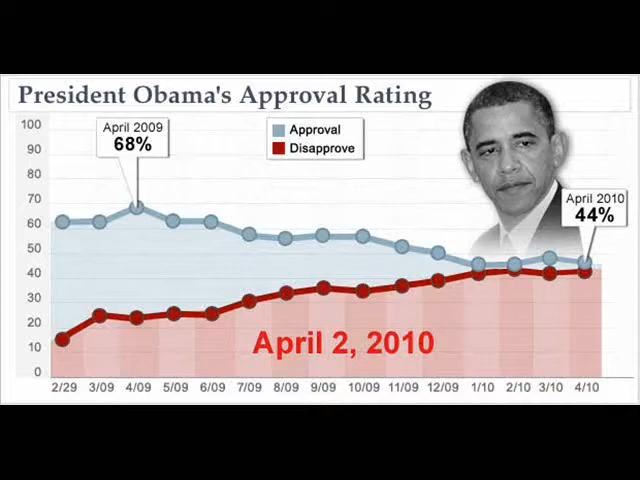 President Obama's Approval Rating
100
90
80
70
60
50
40
30
20
10
0
April 2009
68%
Approval
Disapprove
April 2010
44%
April 2, 2010
2/29 3/09 4/09 5/09 6/09 7/09 8/09 9/09 10/09 11/09 12/09 1/10 2/10 3/10 4/10